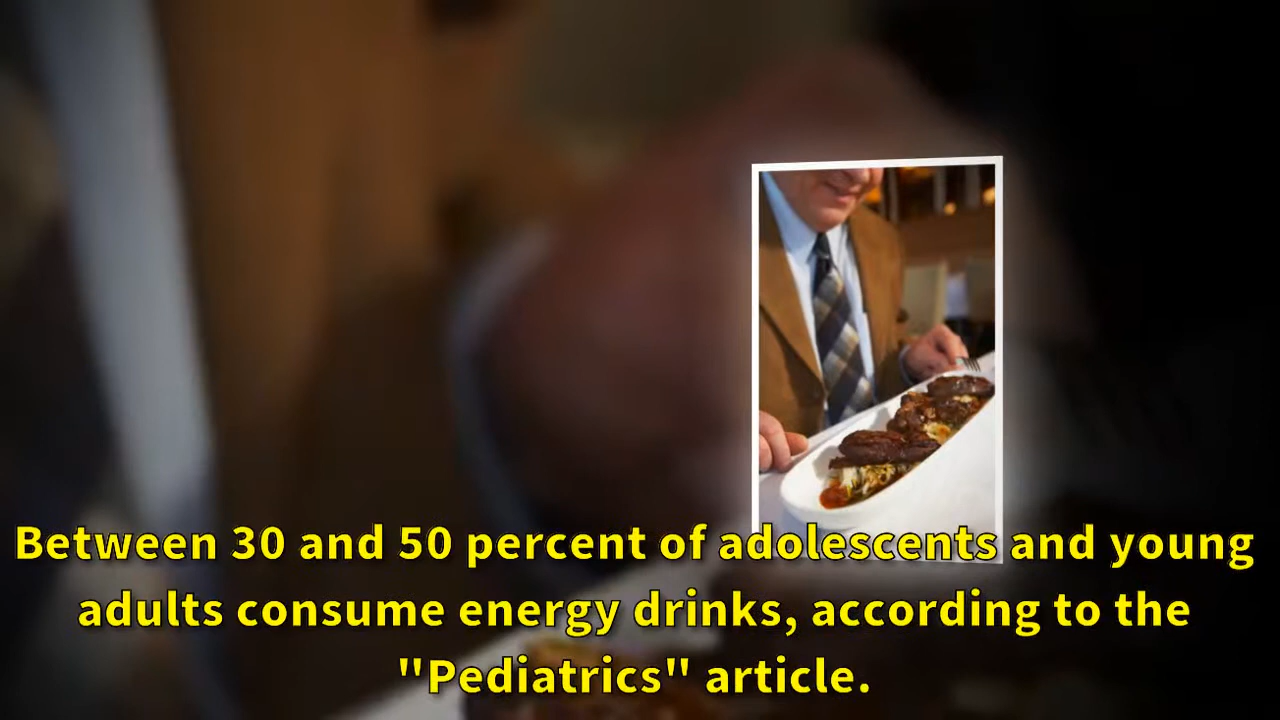 Between 30 and 50 percent of adolescents and young
adults consume energy drinks, according to the
"Pediatrics" article.